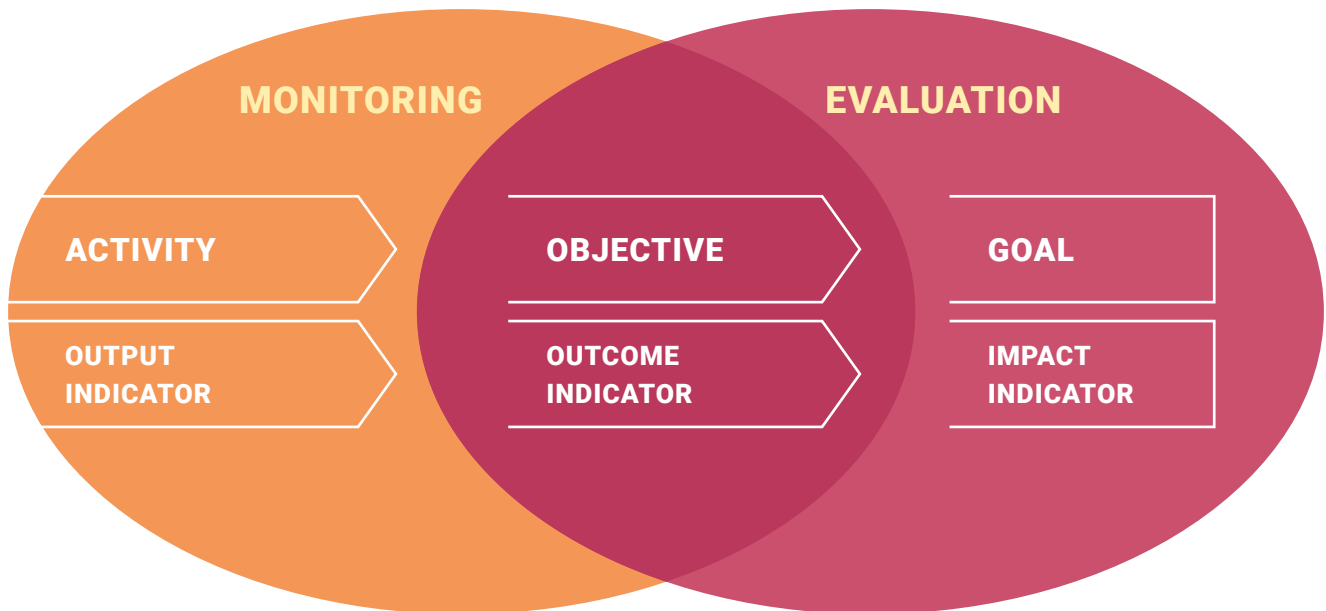 MONITORING
EVALUATION
ACTIVITY
OBJECTIVE
GOAL
OUTPUT
INDICATOR
OUTCOME
INDICATOR
IMPACT
INDICATOR